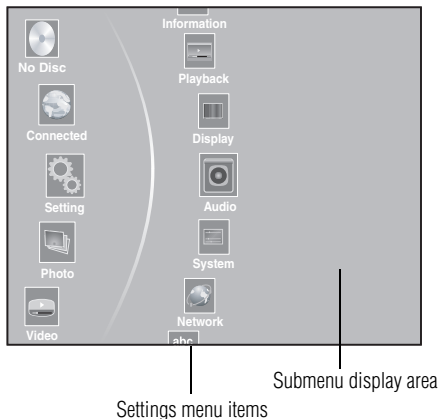 No Disc
Connected
Setting
Photo
Video
Information
Playback
Display
Audio
System
Network
abc
Submenu display area
Settings menu items